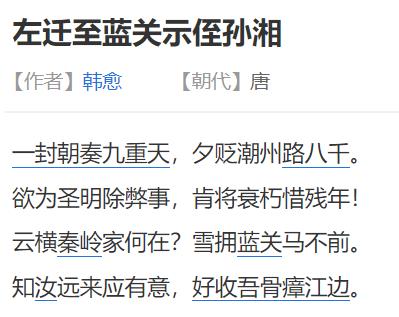 左迁至蓝关示侄孙湘
【作者】韩愈 【朝代】唐
一封朝奏九重天，夕贬潮州路八千。
欲为圣明除弊事，肯将衰朽惜残年！
云横秦岭家何在？雪拥蓝关马不前。
知汝远来应有意，好收吾骨瘴江边。